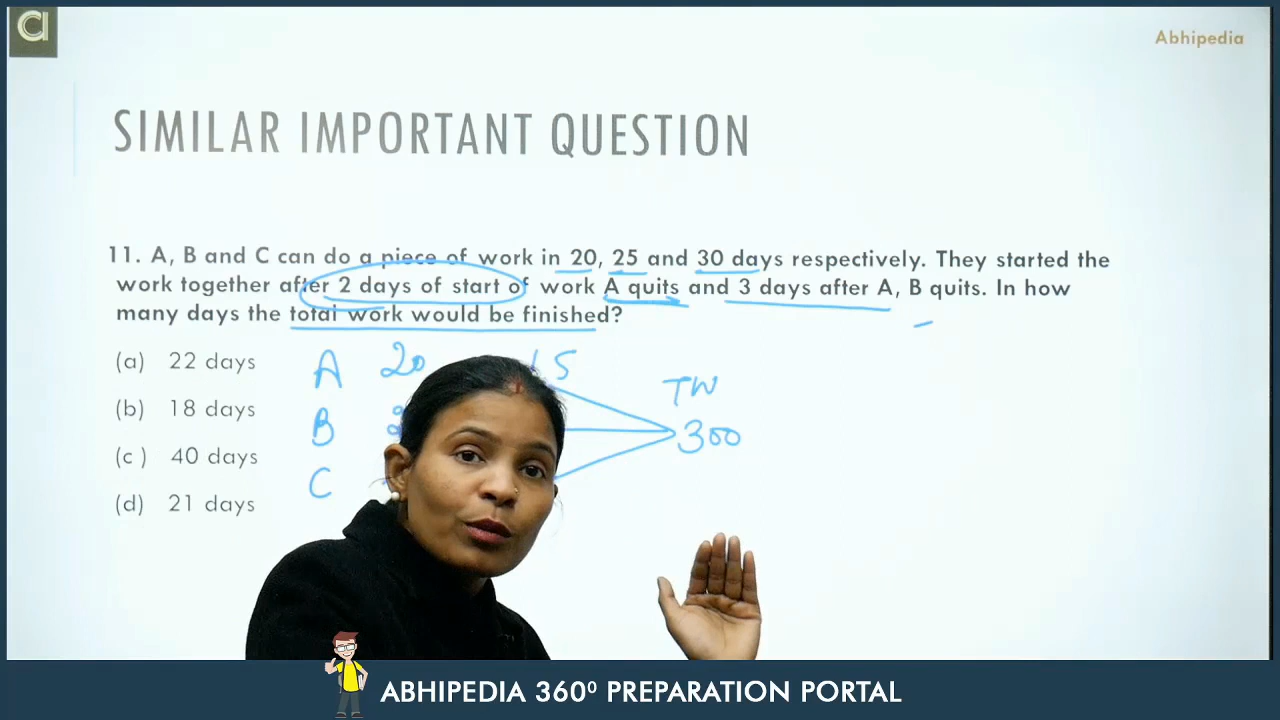 a
Abhipedia
SIMILAR IMPORTANT QUESTION
11. A, B and C can do a piece of work in 20, 25 and 30 days respectively. They started the
work together after 2 days of start of work A quits and 3 days after A, B quits. In how
many days the total work would be finished?
(a) 22 days
(b) 18 days
(c ) 40 days
(d) 21 days
A 20 15
B
C
TW
300
ABHIPEDIA 360⁰ PREPARATION PORTAL